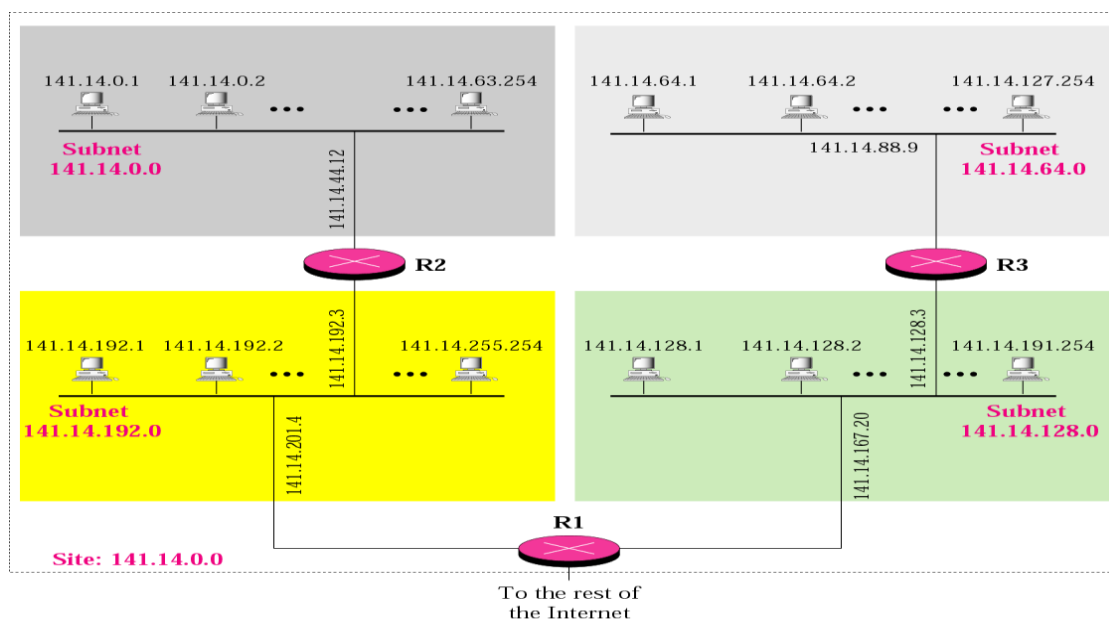 141.14.0.1 141.14.0.2 141.14.63.254
Subnet
141.14.0.0
141.14.44.12
141.14.64.1 141.14.64.2 141.14.127.254
141.14.88.9
Subnet
141.14.64.0
R2
R3
141.14.192.1 141.14.192.2 141.14.192.3 141.14.255.254
Subnet
141.14.192.0
141.14.201.4
141.14.128.1 141.14.128.2 141.14.128.3 141.14.191.254
Subnet
141.14.128.0
141.14.167.20
R1
Site: 141.14.0.0
To the rest of
the Internet